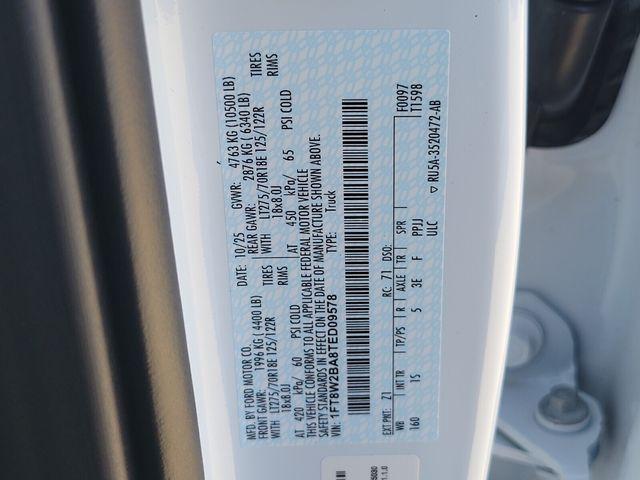 MFD. BY FORD MOTOR CO. DATE: 10/25 GVWR: 4763 KG (10500 LB)
FRONT GAWR: 1996 KG ( 4400 LB) REAR GAWR: 2876 KG ( 6340 LB)
WITH LT275/70R18E 125/122R TIRES WITH LT275/70R18E 125/122R TIRES
18x8.0J RIMS 18x8.0J RIMS
AT 420 kPa/ 60 PSI COLD AT 450 kPa/ 65 PSI COLD
THIS VEHICLE CONFORMS TO ALL APPLICABLE FEDERAL MOTOR VEHICLE
SAFETY STANDARDS IN EFFECT ON THE DATE OF MANUFACTURE SHOWN ABOVE.
VIN: 1FT8W2BA8TED09578 TYPE: Truck
F0097
T159B
EXT PNT: Z1 RC: 71 DSO:
WB INT TR TP/PS R AXLE TR SPR
160 15 5 3E F PPJJ
ULC ▽ RU5A-3520472-AB